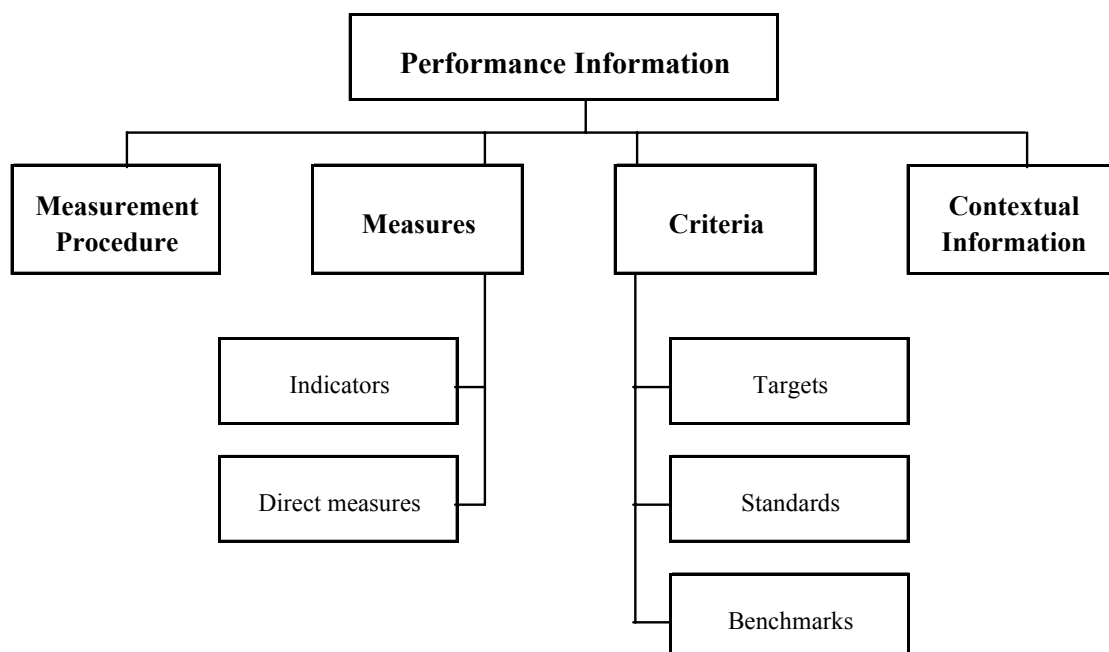 Performance Information
Measurement
Procedure
Measures
Criteria
Contextual
Information
Indicators
Targets
Direct measures
Standards
Benchmarks